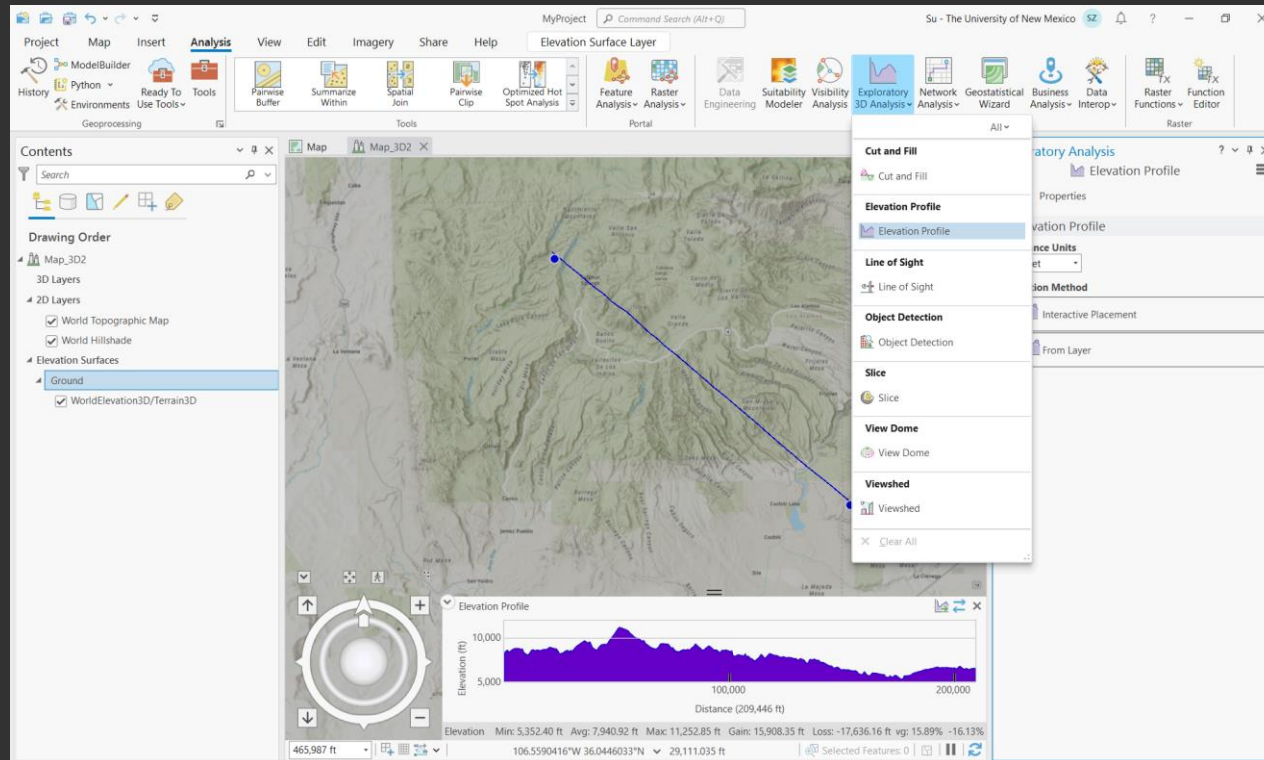 MyProject
Command Search (Alt+Q)
Su - The University of New Mexico
SZ
?
Project Map Insert Analysis View Edit Imagery Share Help Elevation Surface Layer
History
ModelBuilder
Python
Environments
Ready To Use Tools
Tools
Geoprocessing
Pairwise Buffer
Summarize Within
Spatial Join
Pairwise Clip
Optimized Hot Spot Analysis
Tools
Feature Analysis
Raster Analysis
Portal
Data Engineering
Suitability Modeler
Visibility Analysis
Exploratory 3D Analysis
Network Analysis
Geostatistical Wizard
Business Analysis
Data Interop
Raster Functions
Function Editor
Raster
Contents
Search
Drawing Order
Map_3D2
3D Layers
2D Layers
World Topographic Map
World Hillshade
Elevation Surfaces
Ground
WorldElevation3D/Terrain3D
Map
Map_3D2
All
Cut and Fill
Cut and Fill
Elevation Profile
Elevation Profile
Line of Sight
Line of Sight
Object Detection
Object Detection
Slice
Slice
View Dome
View Dome
Viewshed
Viewshed
Clear All
ratory Analysis
?
Elevation Profile
Properties
vation Profile
nce Units
et
tion Method
Interactive Placement
From Layer
Elevation Profile
Elevation (ft)
10,000
5,000
100,000
200,000
Distance (209,446 ft)
Elevation Min: 5,352.40 ft Avg: 7,940.92 ft Max: 11,252.85 ft Gain: 15,908.35 ft Loss: -17,636.16 ft vg: 15.89% -16.13%
465,987 ft
106.5590416°W 36.0446033°N
29,111.035 ft
Selected Features: 0